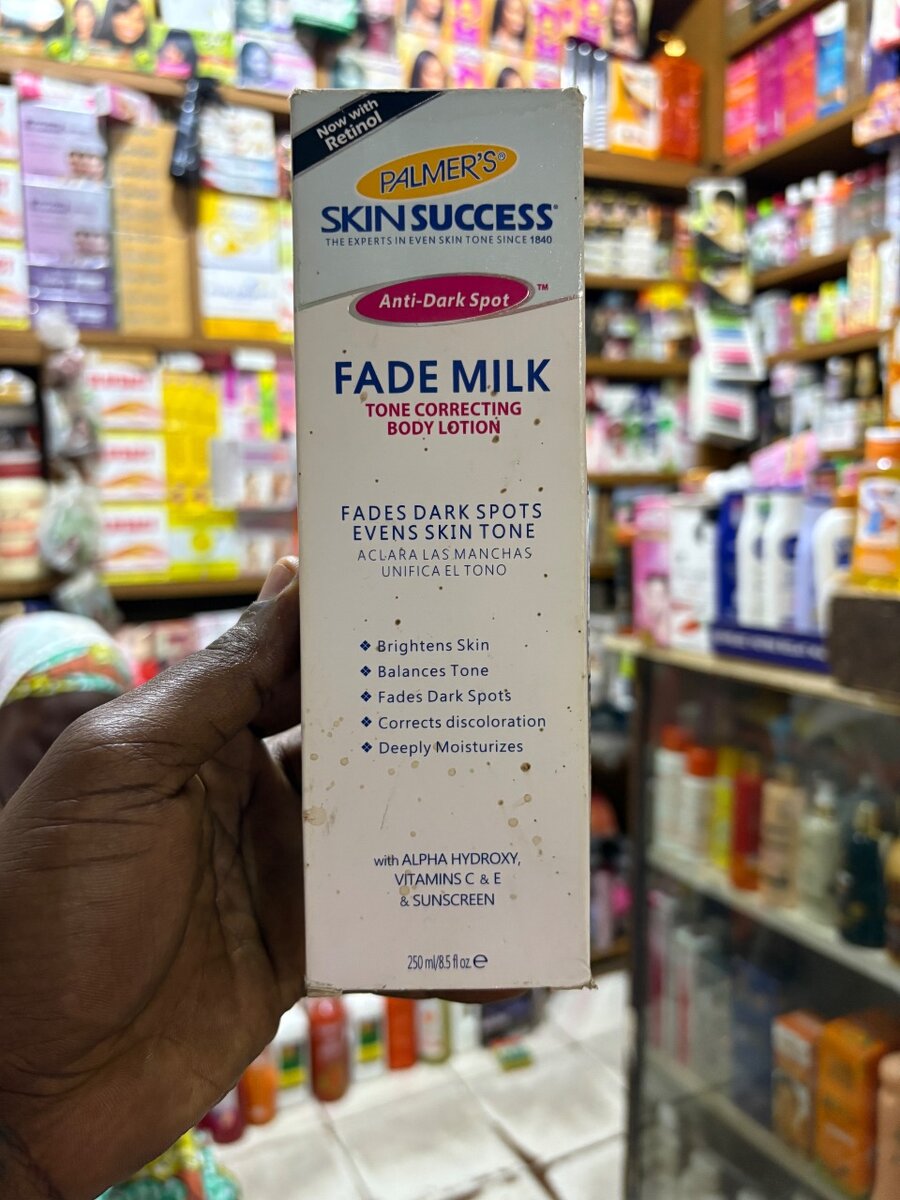 Now with
Retinol
PALMER'S®
SKIN SUCCESS®
THE EXPERTS IN EVEN SKIN TONE SINCE 1840
Anti-Dark Spot™
FADE MILK
TONE CORRECTING
BODY LOTION
FADES DARK SPOTS
EVENS SKIN TONE
ACLARA LAS MANCHAS
UNIFICA EL TONO
❖ Brightens Skin
❖ Balances Tone
❖ Fades Dark Spots
❖ Corrects discoloration
❖ Deeply Moisturizes
with ALPHA HYDROXY,
VITAMINS C & E
& SUNSCREEN
250 ml/8.5 fl oz ℮